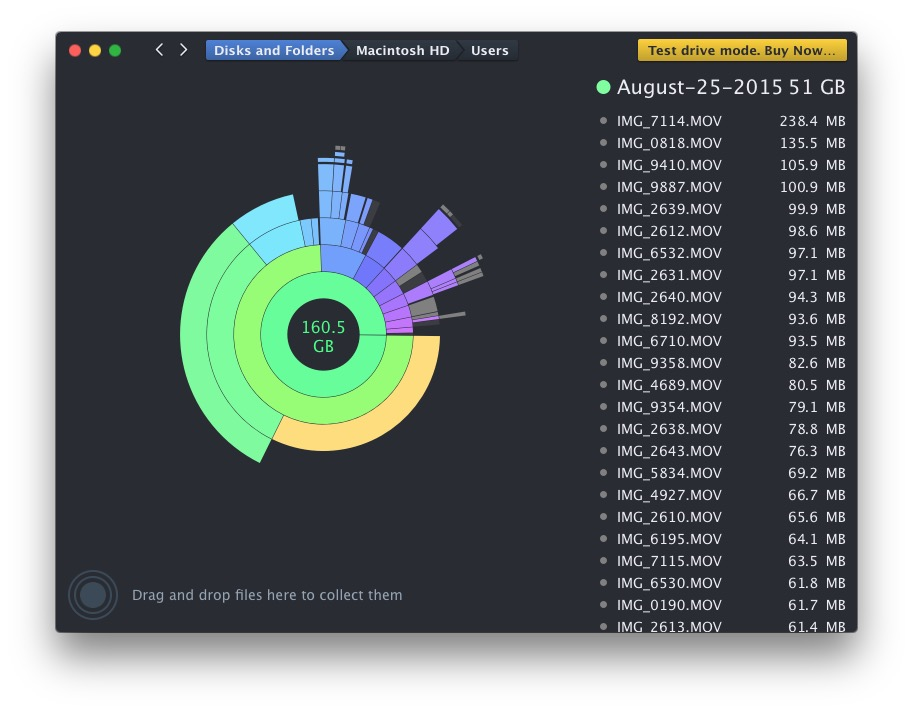 Disks and Folders Macintosh HD Users Test drive mode. Buy Now...
August-25-2015 51 GB
IMG_7114.MOV 238.4 MB
IMG_0818.MOV 135.5 MB
IMG_9410.MOV 105.9 MB
IMG_9887.MOV 100.9 MB
IMG_2639.MOV 99.9 MB
IMG_2612.MOV 98.6 MB
IMG_6532.MOV 97.1 MB
IMG_2631.MOV 97.1 MB
IMG_2640.MOV 94.3 MB
IMG_8192.MOV 93.6 MB
IMG_6710.MOV 93.5 MB
IMG_9358.MOV 82.6 MB
IMG_4689.MOV 80.5 MB
IMG_9354.MOV 79.1 MB
IMG_2638.MOV 78.8 MB
IMG_2643.MOV 76.3 MB
IMG_5834.MOV 69.2 MB
IMG_4927.MOV 66.7 MB
IMG_2610.MOV 65.6 MB
IMG_6195.MOV 64.1 MB
IMG_7115.MOV 63.5 MB
IMG_6530.MOV 61.8 MB
IMG_0190.MOV 61.7 MB
IMG_2613.MOV 61.4 MB
160.5
GB
Drag and drop files here to collect them